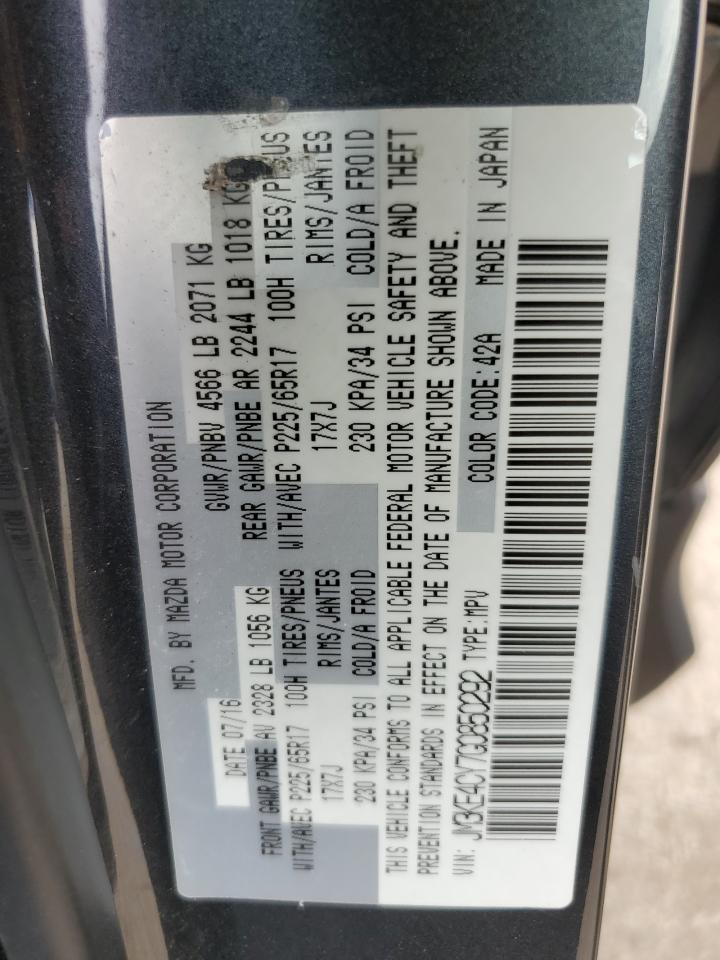 MFD. BY MAZDA MOTOR CORPORATION
DATE 07/16 GVWR/PNBV 4566 LB 2071 KG
FRONT GAWR/PNBE AV 2328 LB 1056 KG REAR GAWR/PNBE AR 2244 LB 1018 KG
WITH/AVEC P225/65R17 100H TIRES/PNEUS WITH/AVEC P225/65R17 100H TIRES/PNEUS
17X7J RIMS/JANTES 17X7J RIMS/JANTES
230 KPA/34 PSI COLD/A FROID 230 KPA/34 PSI COLD/A FROID
THIS VEHICLE CONFORMS TO ALL APPLICABLE FEDERAL MOTOR VEHICLE SAFETY AND THEFT
PREVENTION STANDARDS IN EFFECT ON THE DATE OF MANUFACTURE SHOWN ABOVE.
VIN: JM3KE4CY7G0850292 TYPE:MPV COLOR CODE:42A MADE IN JAPAN